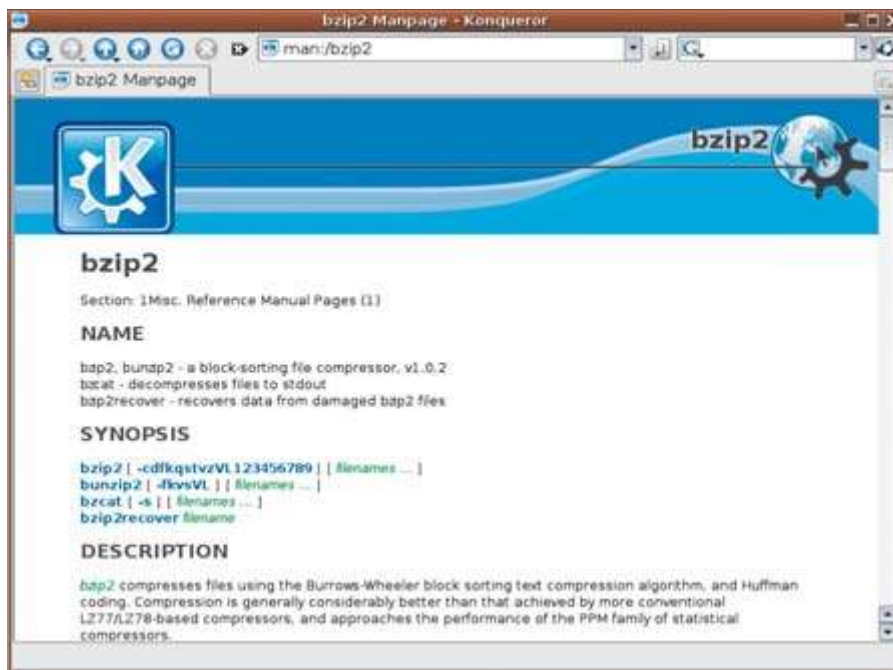 bzip2 Manpage - Konqueror
man:/bzip2
bzip2 Manpage
bzip2
bzip2
Section: 1Misc. Reference Manual Pages (1)
NAME
bzip2, bunzip2 - a block-sorting file compressor, v1.0.2
bzcat - decompresses files to stdout
bzip2recover - recovers data from damaged bzip2 files
SYNOPSIS
bzip2 [ -cdfkqstvzVL123456789 ] [ filenames ... ]
bunzip2 [ -fkvsVL ] [ filenames ... ]
bzcat [ -s ] [ filenames ... ]
bzip2recover filename
DESCRIPTION
bzip2 compresses files using the Burrows-Wheeler block sorting text compression algorithm, and Huffman
coding. Compression is generally considerably better than that achieved by more conventional
LZ77/LZ78-based compressors, and approaches the performance of the PPM family of statistical
compressors.